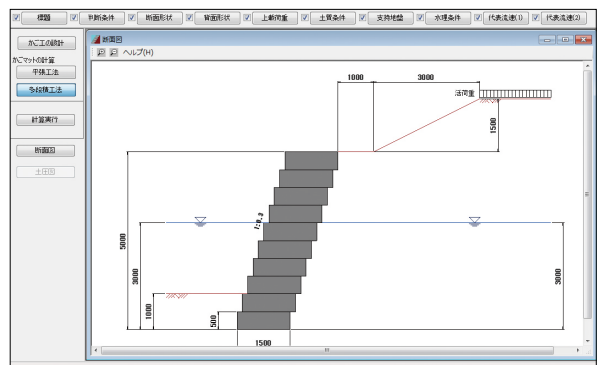 標題 判断条件 断面形状 背面形状 上載荷重 土質条件 支持地盤 水理条件 代表流速(1) 代表流速(2)
かご工の設計
かごマットの計算
平張工法
多段積工法
計算実行
断面図
土圧図
断面図
ヘルプ(H)
1000 3000
活荷重
1500
1:0.3
5000
3000
3000
1000
500
1500